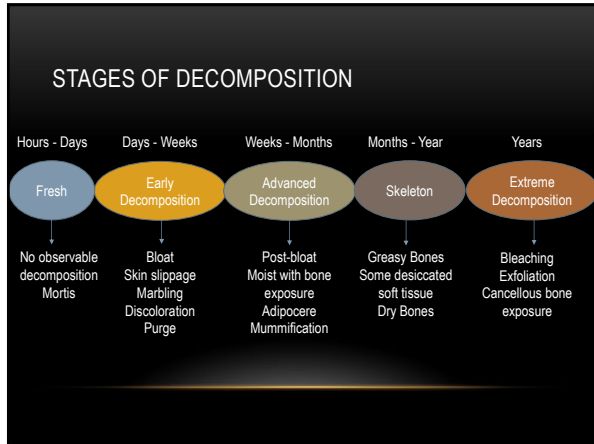 STAGES OF DECOMPOSITION
Hours - Days
Days - Weeks
Weeks - Months
Months - Year
Years
Fresh
Early
Decomposition
Advanced
Decomposition
Skeleton
Extreme
Decomposition
No observable
decomposition
Mortis
Bloat
Skin slippage
Marbling
Discoloration
Purge
Post-bloat
Moist with bone
exposure
Adipocere
Mummification
Greasy Bones
Some desiccated
soft tissue
Dry Bones
Bleaching
Exfoliation
Cancellous bone
exposure